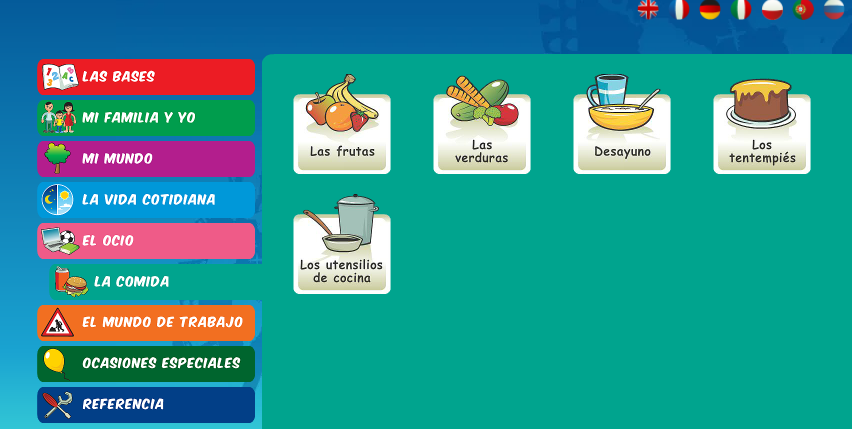 LAS BASES
MI FAMILIA Y YO
MI MUNDO
LA VIDA COTIDIANA
EL OCIO
LA COMIDA
EL MUNDO DE TRABAJO
OCASIONES ESPECIALES
REFERENCIA
Las frutas
Las
verduras
Desayuno
Los
tentempiés
Los utensilios
de cocina